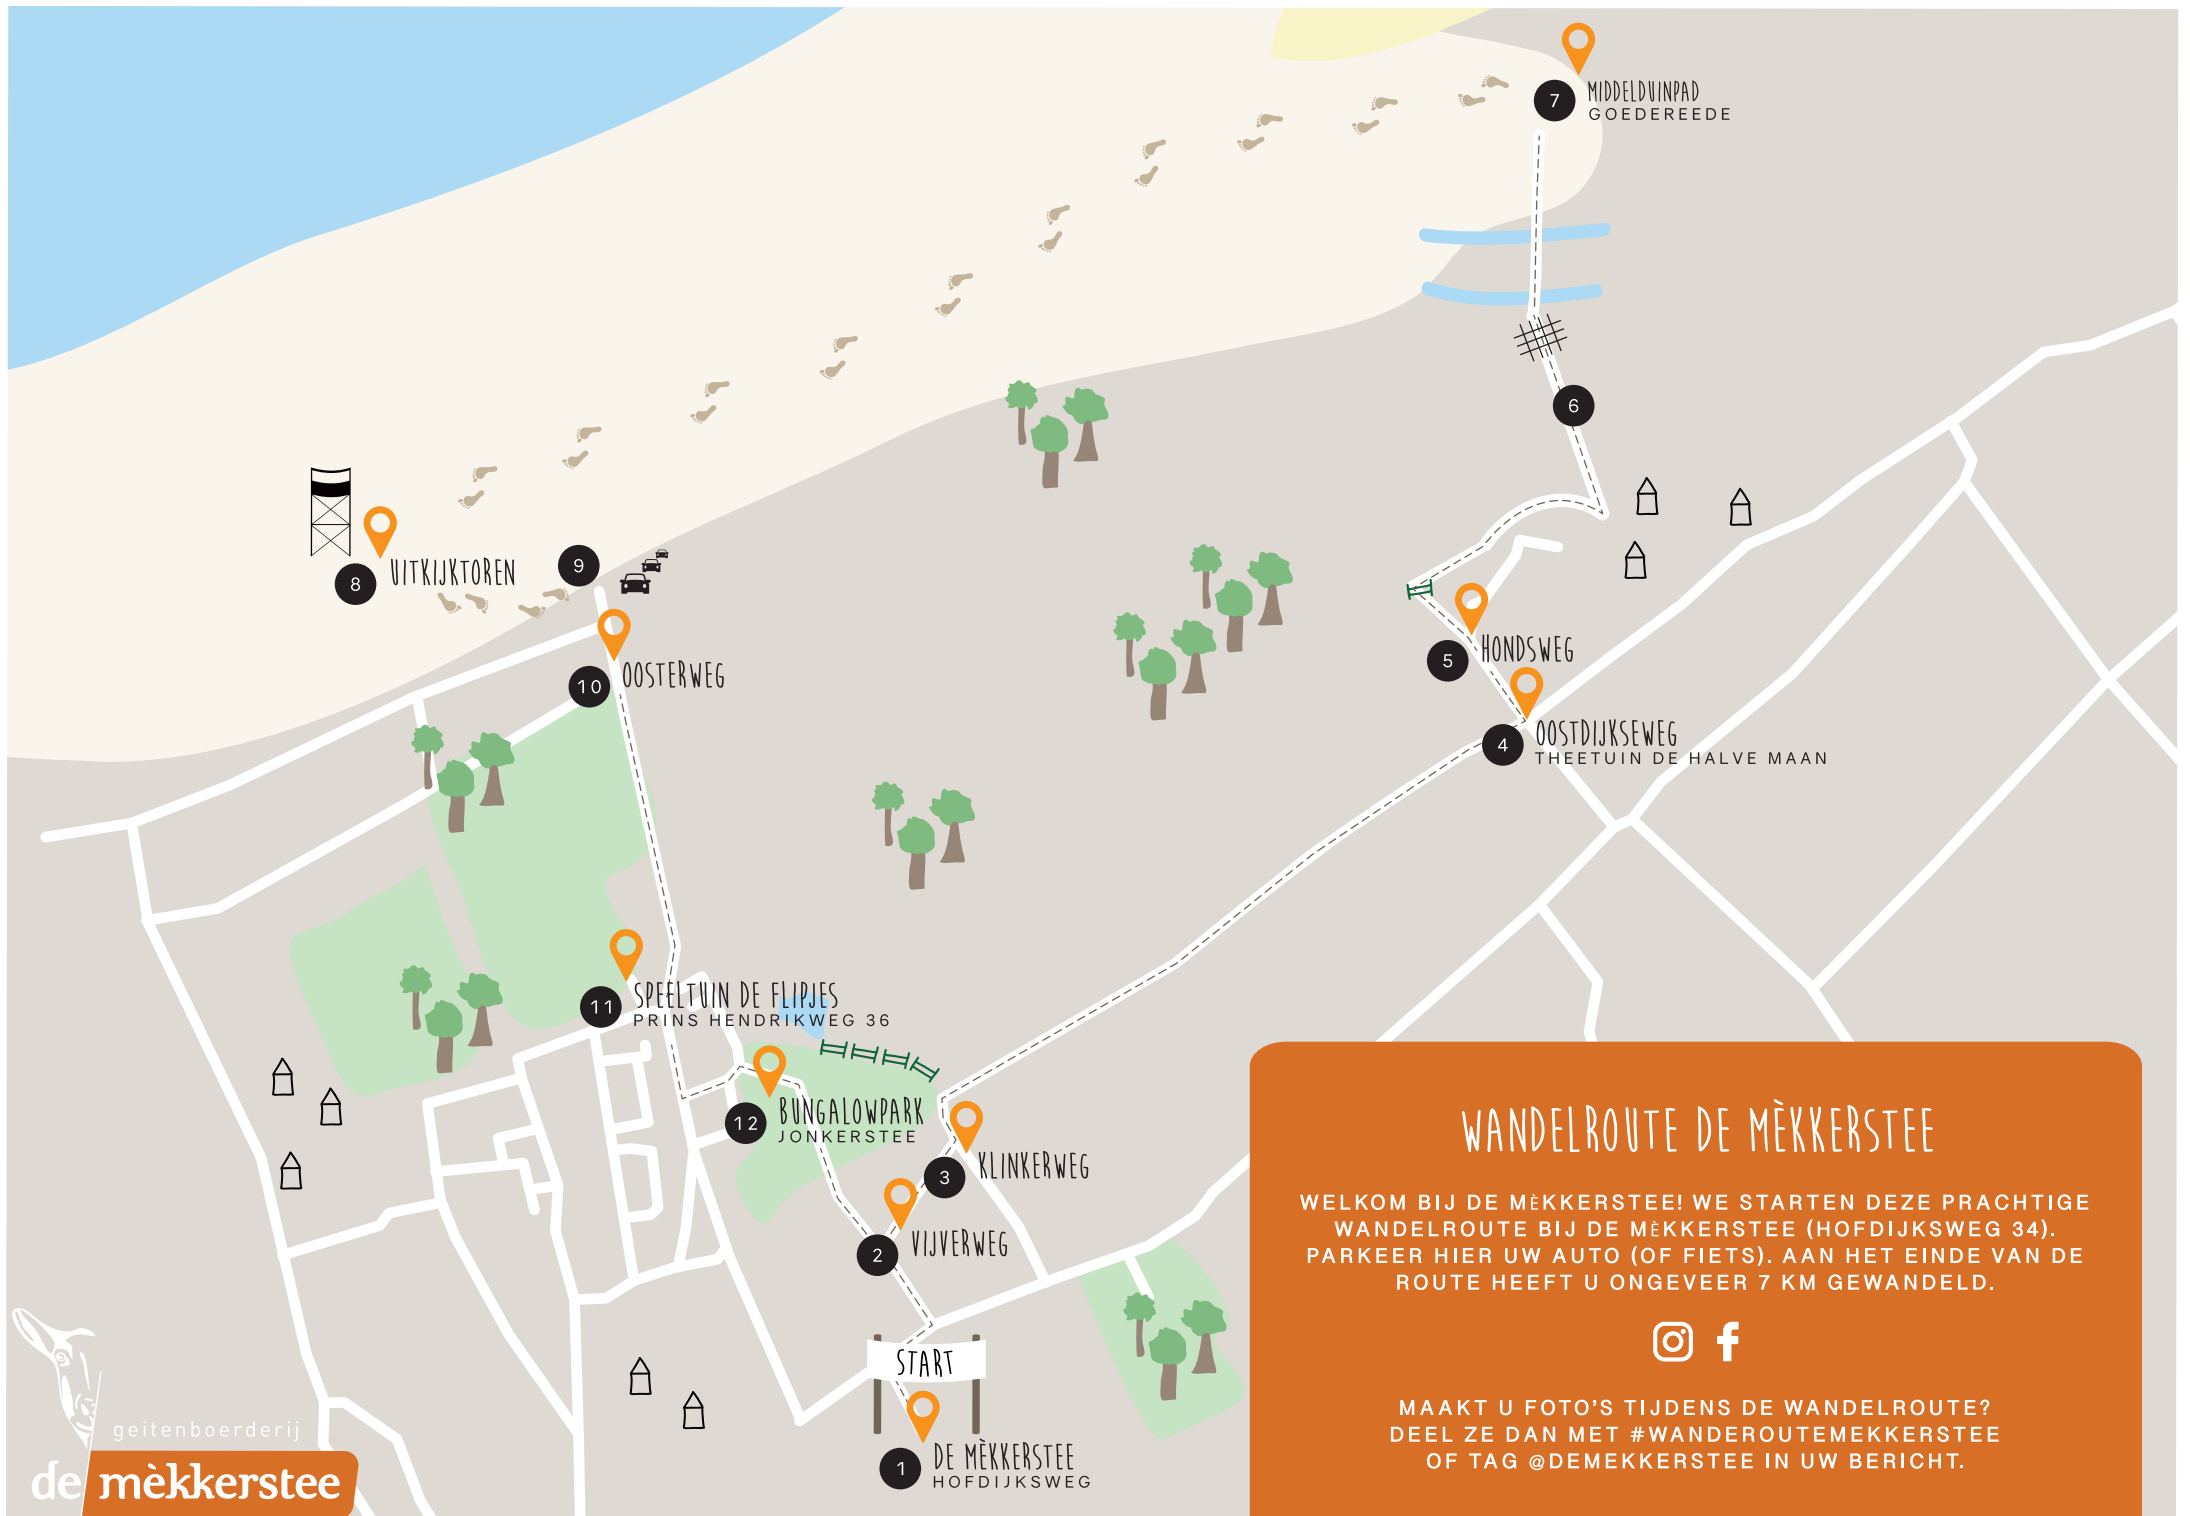 7
MIDDELDUINPAD
GOEDEREEDE
6
UITKIJKTOREN
8
9
10
OOSTERWEG
5
HONDSWEG
4
OOSTDIJKSEWEG
THEETUIN DE HALVE MAAN
11
SPEELTUIN DE FLIPJES
PRINS HENDRIKWEG 36
12
BUNGALOWPARK
JONKERSTEE
3
KLINKERWEG
2
VIJVERWEG
START
1
DE MÈKKERSTEE
HOFDIJKSWEG
WANDELROUTE DE MÈKKERSTEE
WELKOM BIJ DE MÈKKERSTEE! WE STARTEN DEZE PRACHTIGE
WANDELROUTE BIJ DE MÈKKERSTEE (HOFDIJKSWEG 34).
PARKEER HIER UW AUTO (OF FIETS). AAN HET EINDE VAN DE
ROUTE HEEFT U ONGEVEER 7 KM GEWANDELD.
MAAKT U FOTO'S TIJDENS DE WANDELROUTE?
DEEL ZE DAN MET #WANDEROUTEMEKKERSTEE
OF TAG @DEMEKKERSTEE IN UW BERICHT.
geitenboerderij
de mèkkerstee